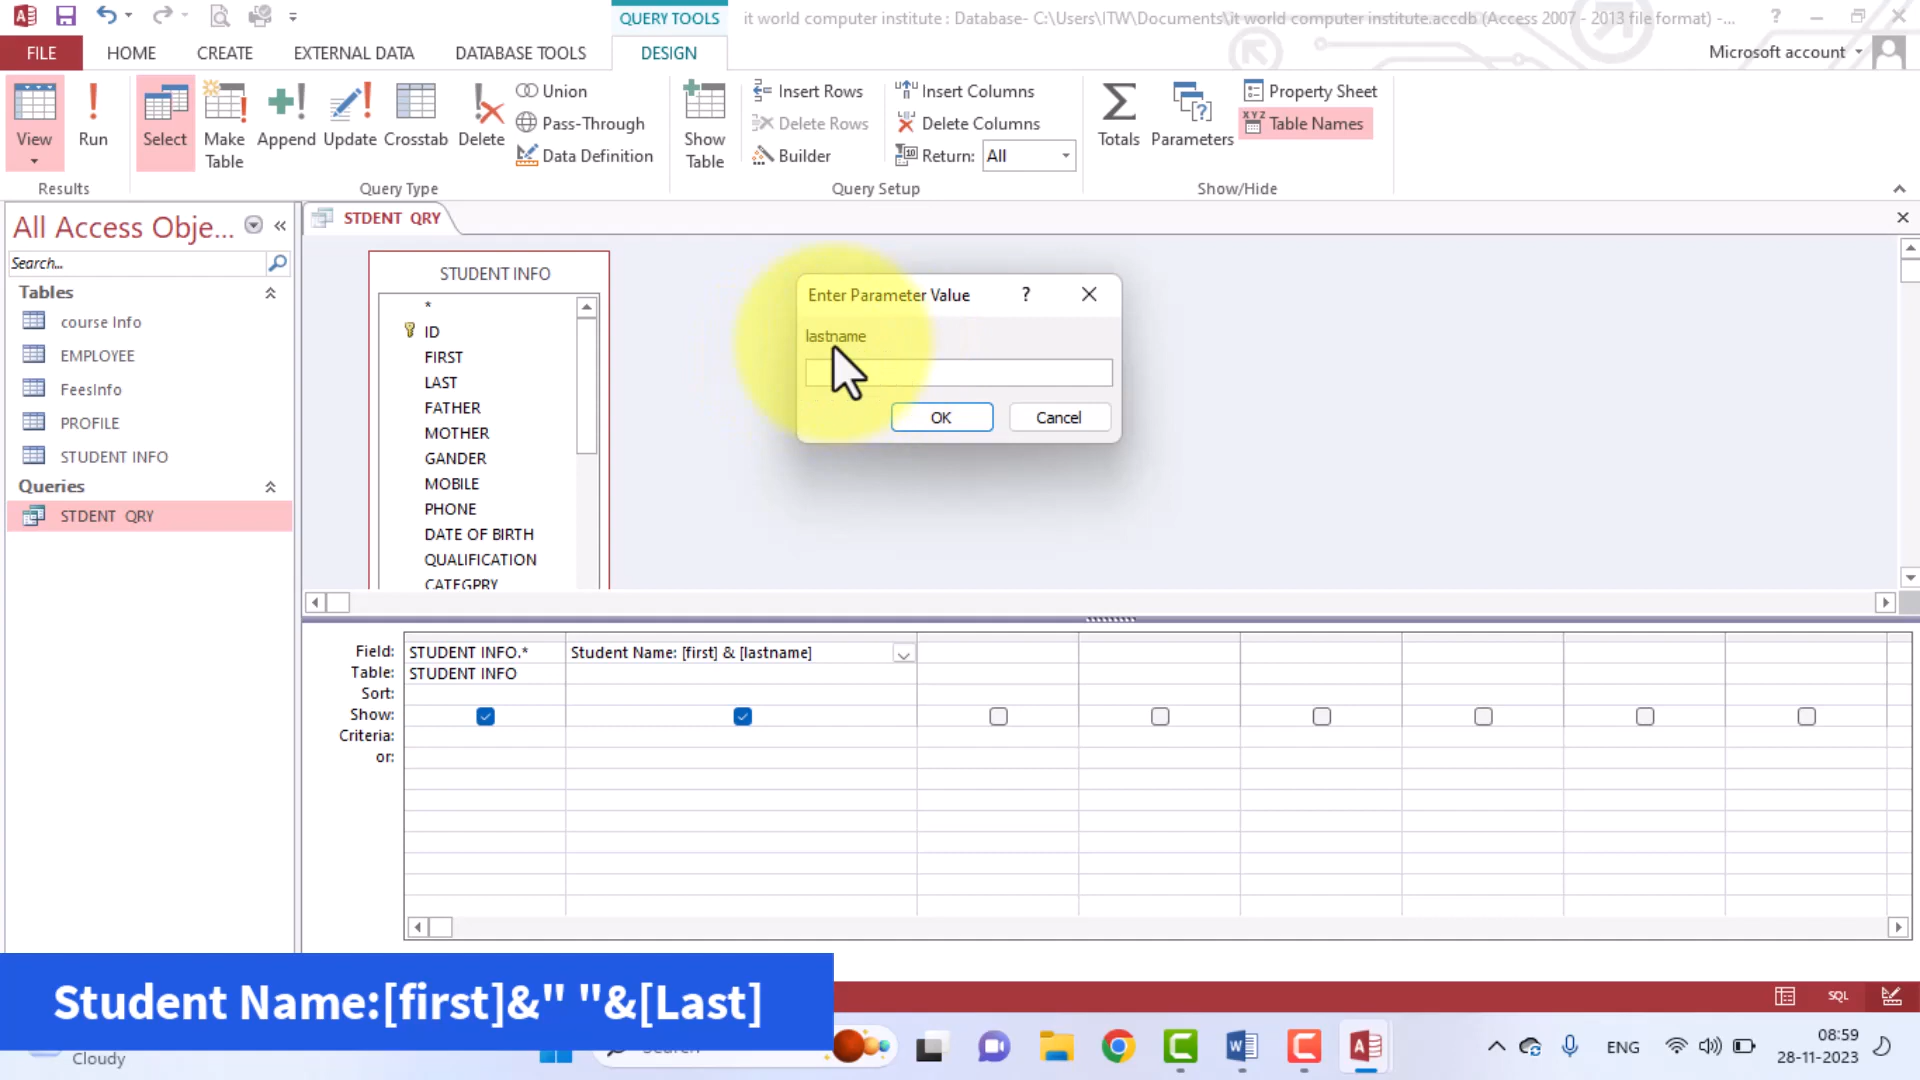 QUERY TOOLS
it world computer institute : Database- C:\Users\ITW\Documents\it world computer institute.accdb (Access 2007 - 2013 file format) -...
?
FILE
HOME
CREATE
EXTERNAL DATA
DATABASE TOOLS
DESIGN
Microsoft account
View
Run
Select
Make
Table
Append
Update
Crosstab
Delete
Union
Pass-Through
Data Definition
Show
Table
Insert Rows
Delete Rows
Builder
Insert Columns
Delete Columns
Return:
All
Totals
Parameters
Property Sheet
XYZ
Table Names
Results
Query Type
Query Setup
Show/Hide
All Access Obje...
Search...
Tables
course Info
EMPLOYEE
FeesInfo
PROFILE
STUDENT INFO
Queries
STDENT QRY
STDENT QRY
STUDENT INFO
*
ID
FIRST
LAST
FATHER
MOTHER
GANDER
MOBILE
PHONE
DATE OF BIRTH
QUALIFICATION
CATEGPRY
Enter Parameter Value
?
lastname
OK
Cancel
Field:
STUDENT INFO.*
Student Name: [first] & [lastname]
Table:
STUDENT INFO
Sort:
Show:
Criteria:
or:
Student Name:[first]&" "&[Last]
SQL
Cloudy
ENG
08:59
28-11-2023